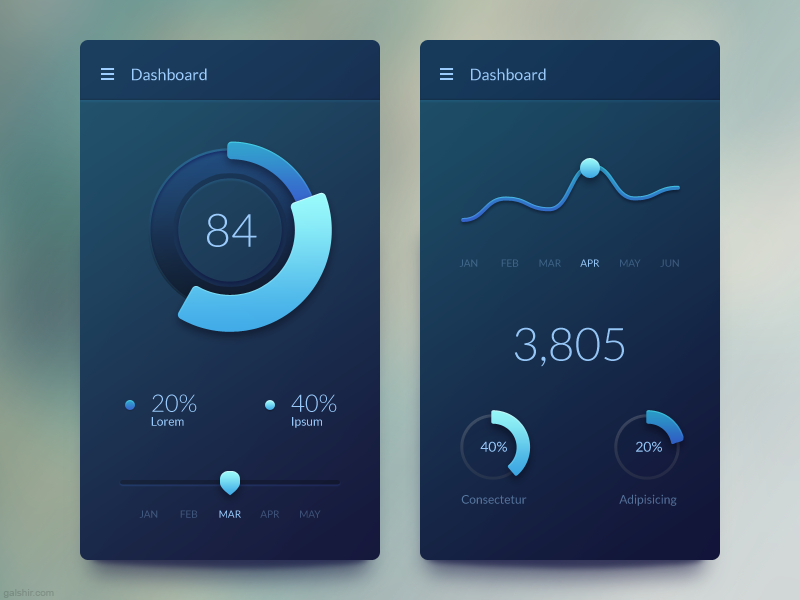 Dashboard
84
20%
Lorem
40%
Ipsum
JAN FEB MAR APR MAY
Dashboard
JAN FEB MAR APR MAY JUN
3,805
40%
Consectetur
20%
Adipisicing
galshir.com